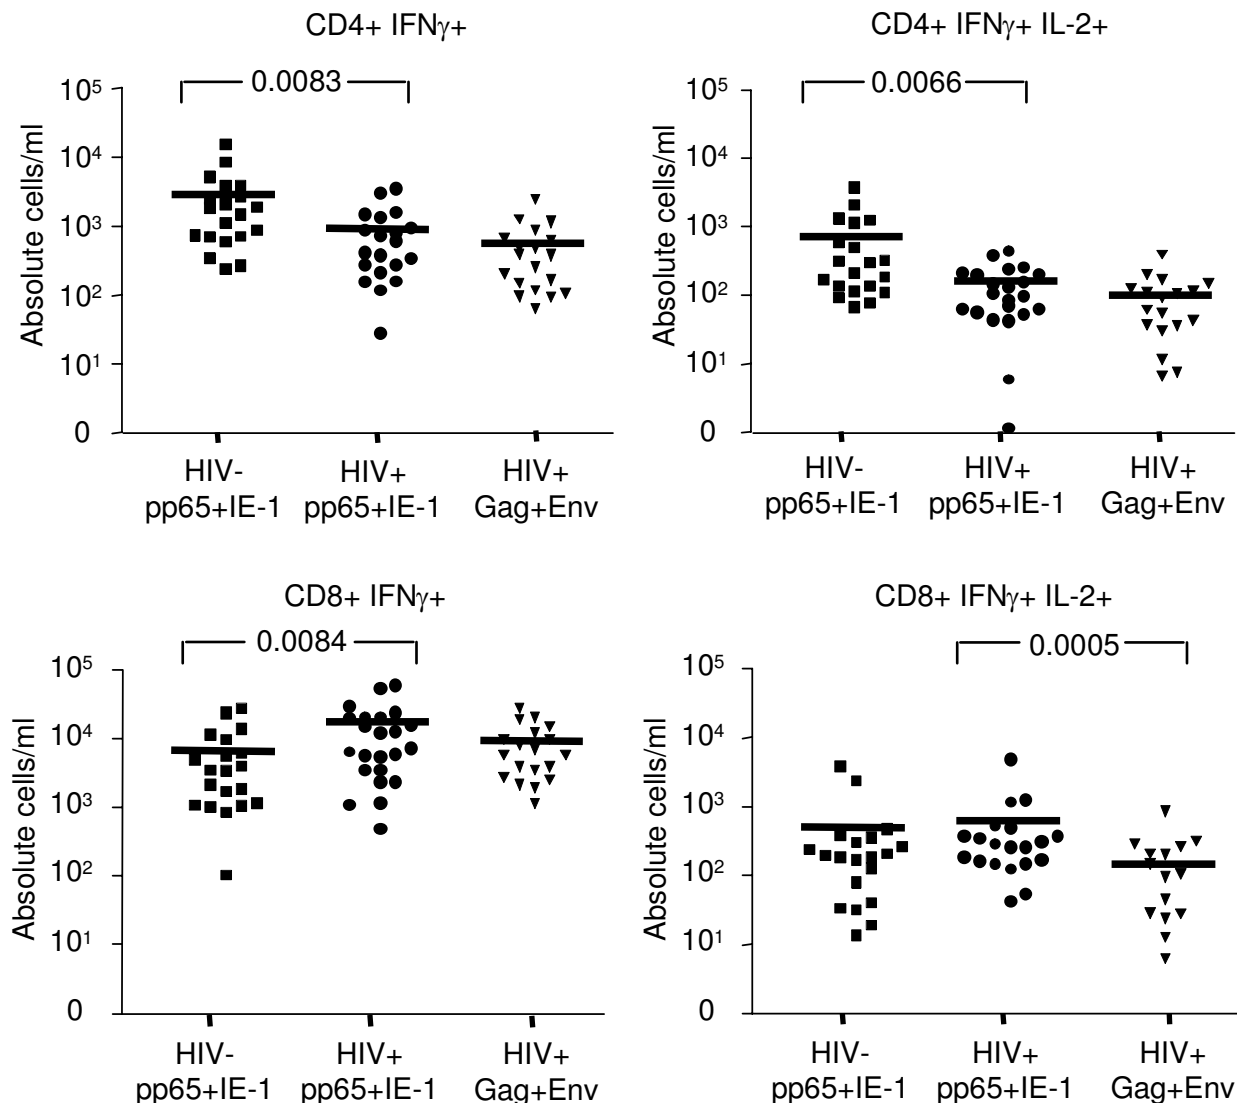 CD4+ IFNγ+
0.0083
Absolute cells/ml
10⁵
10⁴
10³
10²
10¹
0
HIV- HIV+ HIV+
pp65+IE-1 pp65+IE-1 Gag+Env
CD4+ IFNγ+ IL-2+
0.0066
Absolute cells/ml
10⁵
10⁴
10³
10²
10¹
0
HIV- HIV+ HIV+
pp65+IE-1 pp65+IE-1 Gag+Env
CD8+ IFNγ+
0.0084
Absolute cells/ml
10⁵
10⁴
10³
10²
10¹
0
HIV- HIV+ HIV+
pp65+IE-1 pp65+IE-1 Gag+Env
CD8+ IFNγ+ IL-2+
0.0005
Absolute cells/ml
10⁵
10⁴
10³
10²
10¹
0
HIV- HIV+ HIV+
pp65+IE-1 pp65+IE-1 Gag+Env